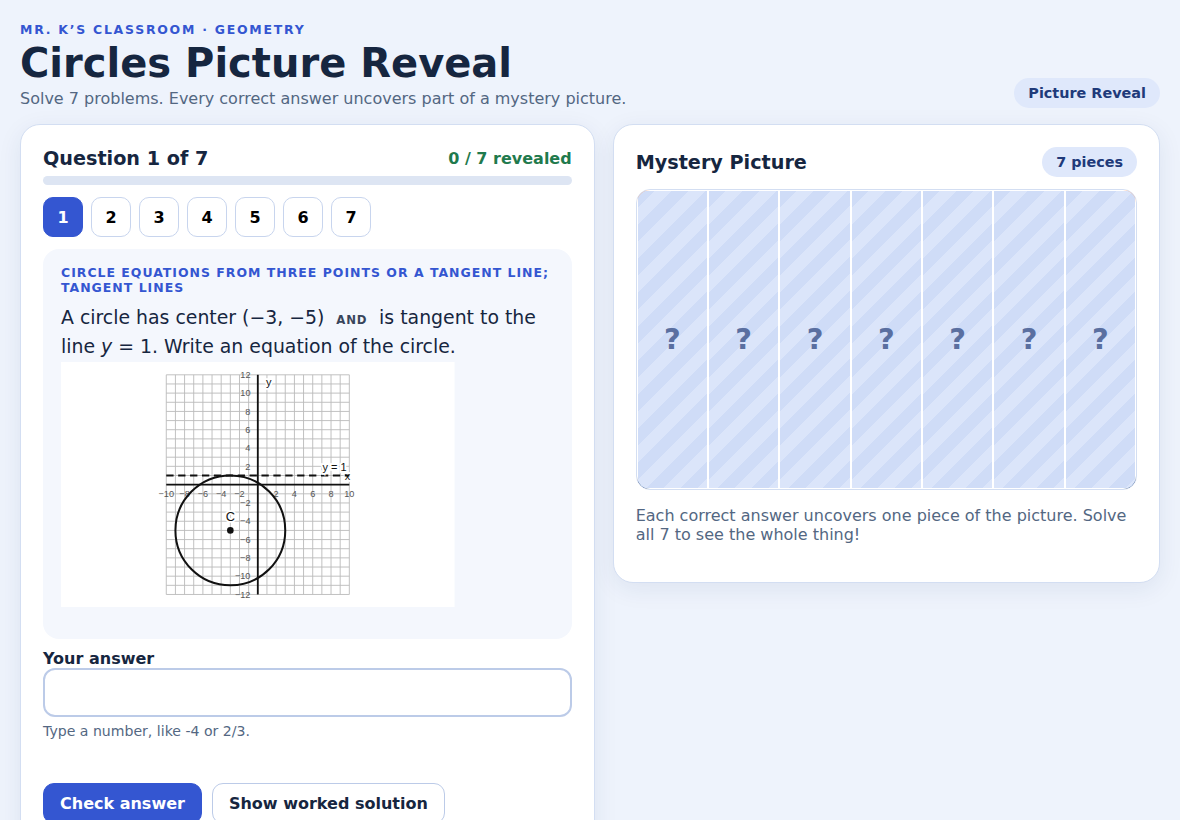 MR. K’S CLASSROOM · GEOMETRY
Circles Picture Reveal
Solve 7 problems. Every correct answer uncovers part of a mystery picture.
Picture Reveal
Question 1 of 7
0 / 7 revealed
1 2 3 4 5 6 7
CIRCLE EQUATIONS FROM THREE POINTS OR A TANGENT LINE;
TANGENT LINES
A circle has center (−3, −5) AND is tangent to the
line y = 1. Write an equation of the circle.
12
y
10
8
6
4
2
y = 1
x
−10 −8 −6 −4 −2 2 4 6 8 10
−2
C
−4
−6
−8
−10
−12
Your answer
Type a number, like -4 or 2/3.
Check answer
Show worked solution
Mystery Picture
7 pieces
? ? ? ? ? ? ?
Each correct answer uncovers one piece of the picture. Solve
all 7 to see the whole thing!